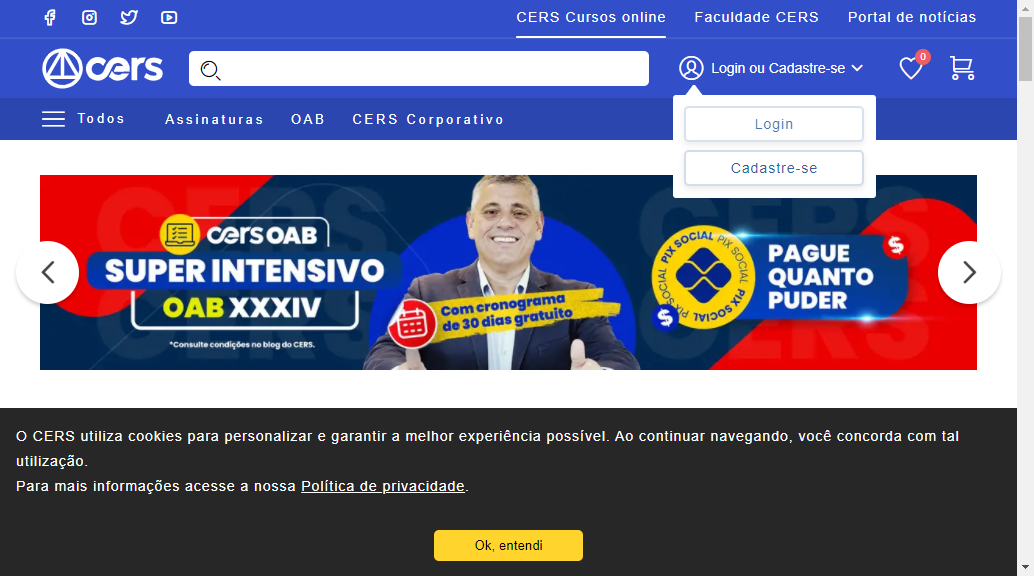 CERS Cursos online Faculdade CERS Portal de notícias
cers Login ou Cadastre-se 0
Todos Assinaturas OAB CERS Corporativo
Login
Cadastre-se
cers OAB
SUPER INTENSIVO
OAB XXXIV
*Consulte condições no blog do CERS.
Com cronograma
de 30 dias gratuito
PIX SOCIAL PIX SOCIAL PIX SOCIAL
$
$
PAGUE
QUANTO
PUDER
CERS
CERS
CERS
O CERS utiliza cookies para personalizar e garantir a melhor experiência possível. Ao continuar navegando, você concorda com tal
utilização.
Para mais informações acesse a nossa Política de privacidade.
Ok, entendi